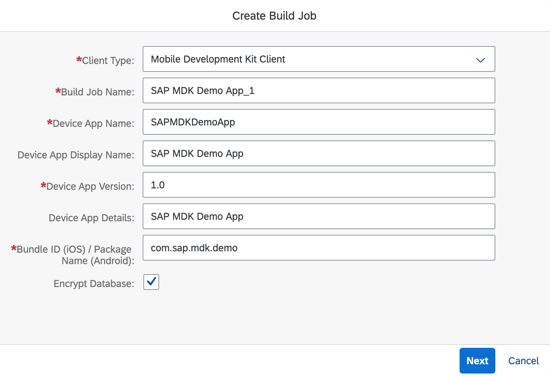 Create Build Job
*Client Type: Mobile Development Kit Client
*Build Job Name: SAP MDK Demo App_1
*Device App Name: SAPMDKDemoApp
Device App Display Name: SAP MDK Demo App
*Device App Version: 1.0
Device App Details: SAP MDK Demo App
*Bundle ID (iOS) / Package com.sap.mdk.demo
Name (Android):
Encrypt Database:
Next Cancel